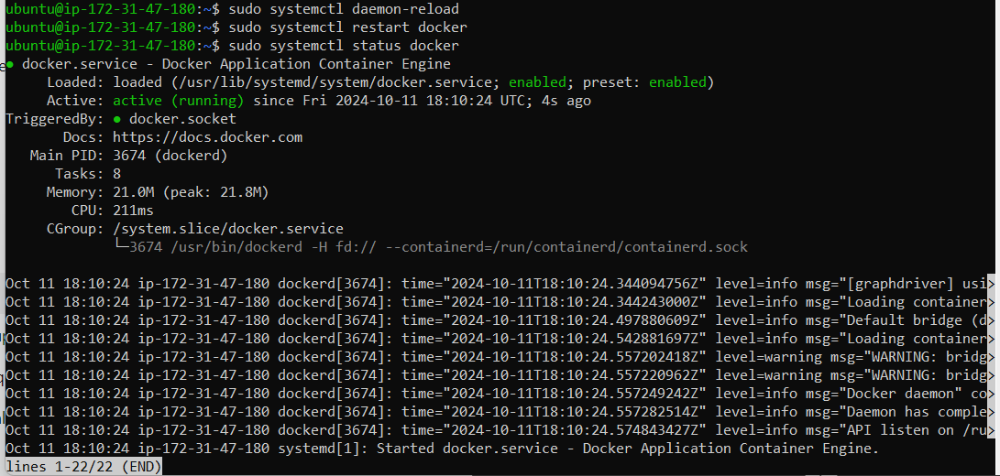 ubuntu@ip-172-31-47-180:~$ sudo systemctl daemon-reload
ubuntu@ip-172-31-47-180:~$ sudo systemctl restart docker
ubuntu@ip-172-31-47-180:~$ sudo systemctl status docker
● docker.service - Docker Application Container Engine
Loaded: loaded (/usr/lib/systemd/system/docker.service; enabled; preset: enabled)
Active: active (running) since Fri 2024-10-11 18:10:24 UTC; 4s ago
TriggeredBy: ● docker.socket
Docs: https://docs.docker.com
Main PID: 3674 (dockerd)
Tasks: 8
Memory: 21.0M (peak: 21.8M)
CPU: 211ms
CGroup: /system.slice/docker.service
└─3674 /usr/bin/dockerd -H fd:// --containerd=/run/containerd/containerd.sock
Oct 11 18:10:24 ip-172-31-47-180 dockerd[3674]: time="2024-10-11T18:10:24.344094756Z" level=info msg="[graphdriver] usi>
Oct 11 18:10:24 ip-172-31-47-180 dockerd[3674]: time="2024-10-11T18:10:24.344243000Z" level=info msg="Loading container>
Oct 11 18:10:24 ip-172-31-47-180 dockerd[3674]: time="2024-10-11T18:10:24.497880609Z" level=info msg="Default bridge (d>
Oct 11 18:10:24 ip-172-31-47-180 dockerd[3674]: time="2024-10-11T18:10:24.542881697Z" level=info msg="Loading container>
Oct 11 18:10:24 ip-172-31-47-180 dockerd[3674]: time="2024-10-11T18:10:24.557202418Z" level=warning msg="WARNING: bridg>
Oct 11 18:10:24 ip-172-31-47-180 dockerd[3674]: time="2024-10-11T18:10:24.557220962Z" level=warning msg="WARNING: bridg>
Oct 11 18:10:24 ip-172-31-47-180 dockerd[3674]: time="2024-10-11T18:10:24.557249242Z" level=info msg="Docker daemon" co>
Oct 11 18:10:24 ip-172-31-47-180 dockerd[3674]: time="2024-10-11T18:10:24.557282514Z" level=info msg="Daemon has comple>
Oct 11 18:10:24 ip-172-31-47-180 dockerd[3674]: time="2024-10-11T18:10:24.574843427Z" level=info msg="API listen on /ru>
Oct 11 18:10:24 ip-172-31-47-180 systemd[1]: Started docker.service - Docker Application Container Engine.
lines 1-22/22 (END)